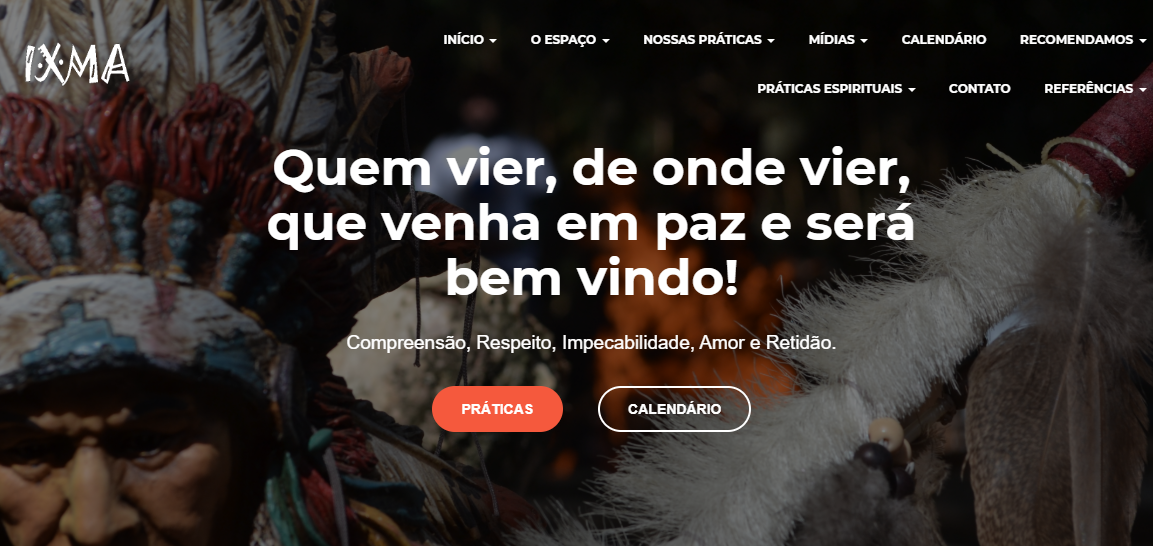 IXMA
INÍCIO
O ESPAÇO
NOSSAS PRÁTICAS
MÍDIAS
CALENDÁRIO
RECOMENDAMOS
PRÁTICAS ESPIRITUAIS
CONTATO
REFERÊNCIAS
Quem vier, de onde vier,
que venha em paz e será
bem vindo!
Compreensão, Respeito, Impecabilidade, Amor e Retidão.
PRÁTICAS
CALENDÁRIO